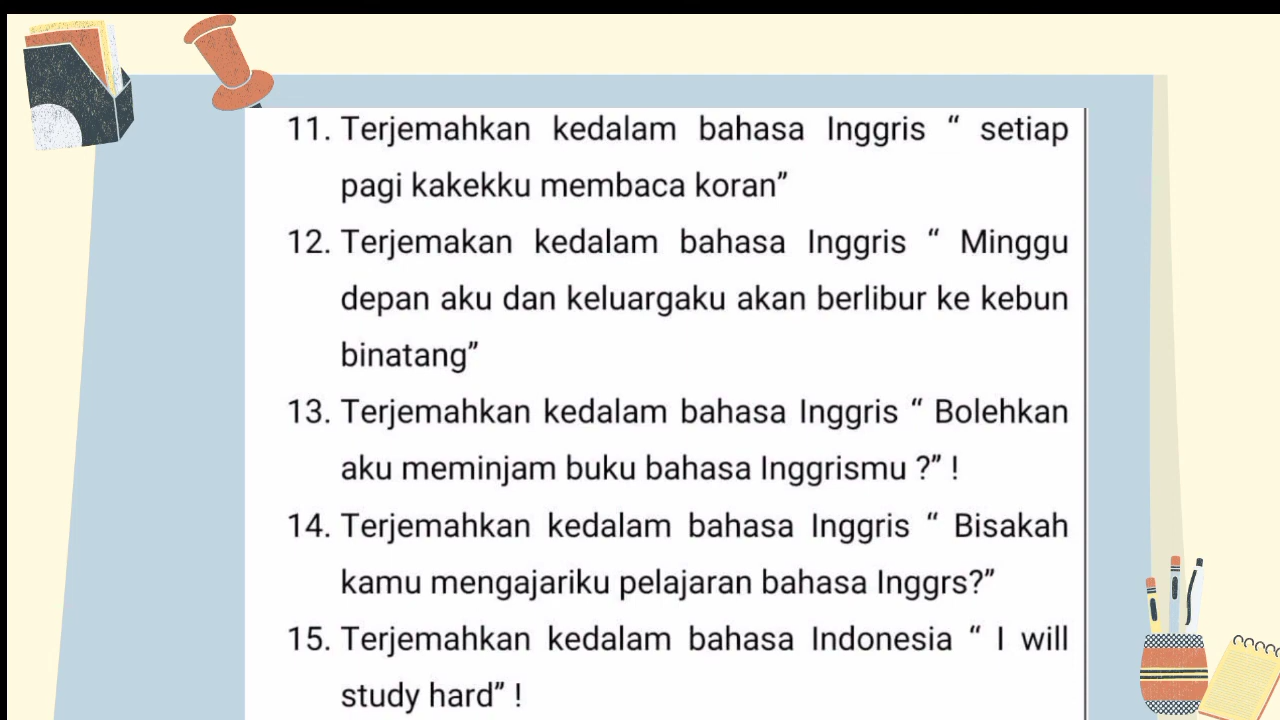 11. Terjemahkan kedalam bahasa Inggris “ setiap
pagi kakekku membaca koran”
12. Terjemakan kedalam bahasa Inggris “ Minggu
depan aku dan keluargaku akan berlibur ke kebun
binatang”
13. Terjemahkan kedalam bahasa Inggris “ Bolehkan
aku meminjam buku bahasa Inggrismu ?” !
14. Terjemahkan kedalam bahasa Inggris “ Bisakah
kamu mengajariku pelajaran bahasa Inggrs?”
15. Terjemahkan kedalam bahasa Indonesia “ I will
study hard” !